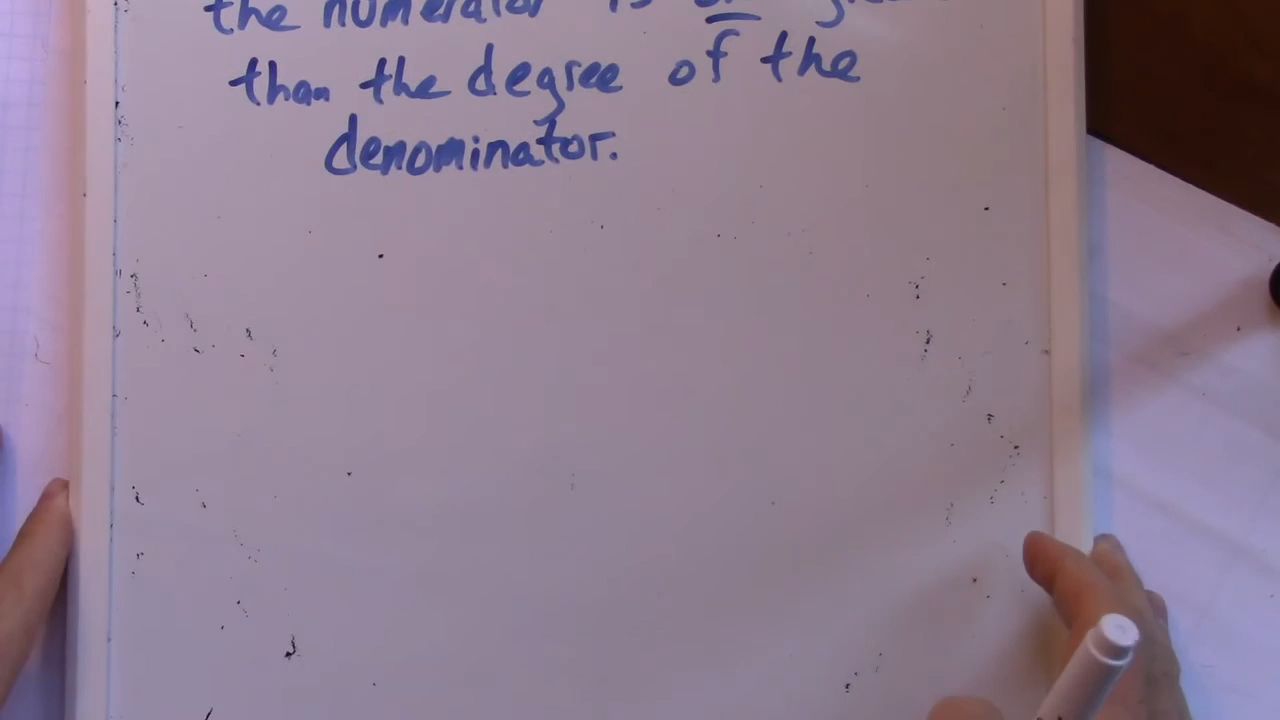 the numerator is
than the degree of the
denominator.